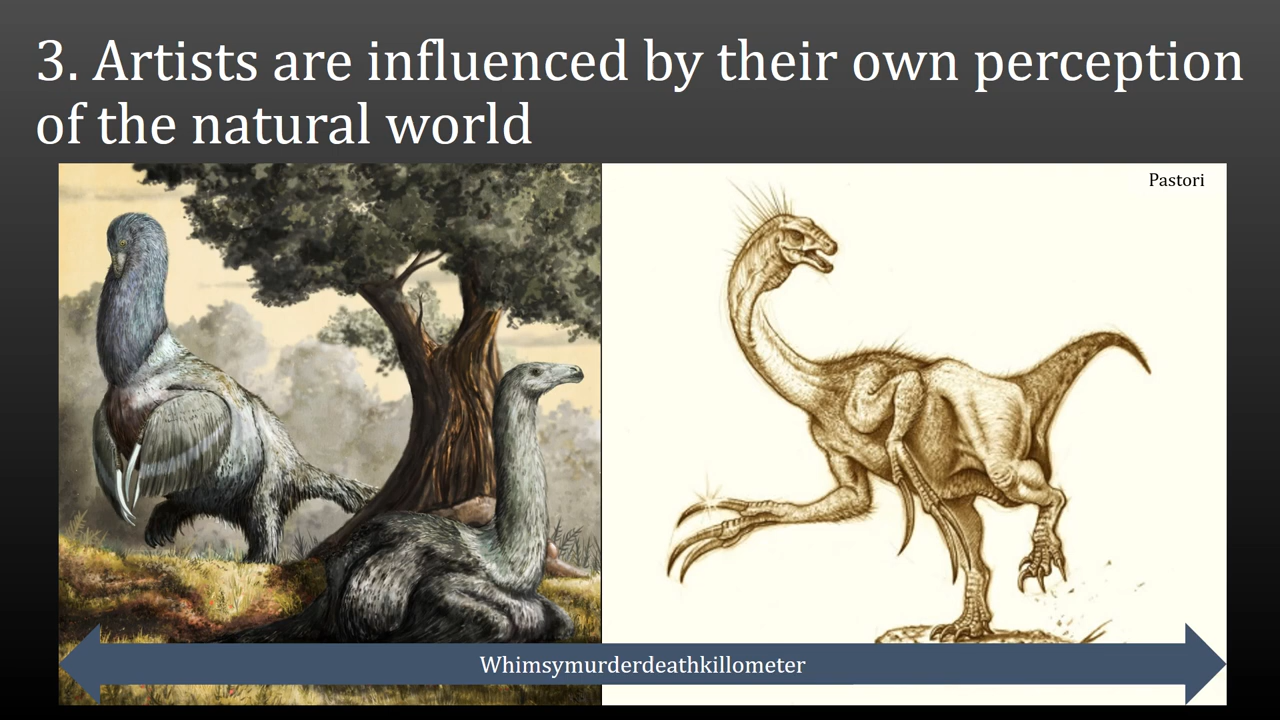 3. Artists are influenced by their own perception
of the natural world
Pastori
Whimsymurderdeathkillometer